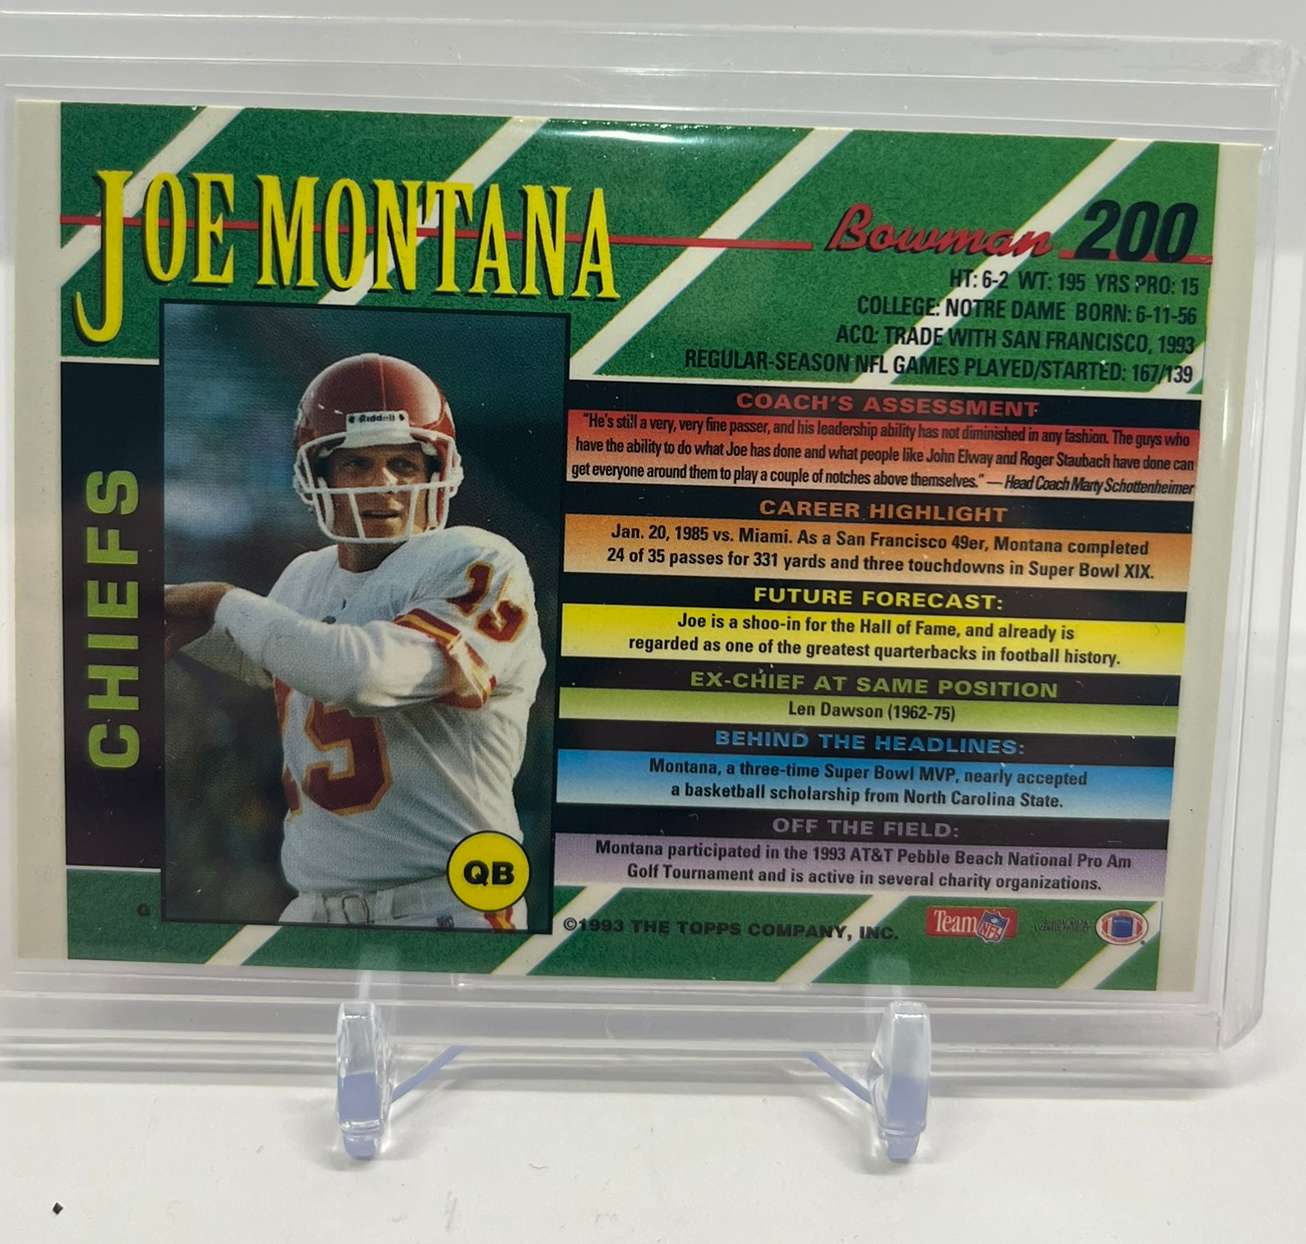 JOE MONTANA
Bowman 200
HT: 6-2 WT: 195 YRS PRO: 15
COLLEGE: NOTRE DAME BORN: 6-11-56
ACQ: TRADE WITH SAN FRANCISCO, 1993
REGULAR-SEASON NFL GAMES PLAYED/STARTED: 167/139
CHIEFS
Riddell
15
15
QB
COACH'S ASSESSMENT
"He's still a very, very fine passer, and his leadership ability has not diminished in any fashion. The guys who
have the ability to do what Joe has done and what people like John Elway and Roger Staubach have done can
get everyone around them to play a couple of notches above themselves." — Head Coach Marty Schottenheimer
CAREER HIGHLIGHT
Jan. 20, 1985 vs. Miami. As a San Francisco 49er, Montana completed
24 of 35 passes for 331 yards and three touchdowns in Super Bowl XIX.
FUTURE FORECAST:
Joe is a shoo-in for the Hall of Fame, and already is
regarded as one of the greatest quarterbacks in football history.
EX-CHIEF AT SAME POSITION
Len Dawson (1962-75)
BEHIND THE HEADLINES:
Montana, a three-time Super Bowl MVP, nearly accepted
a basketball scholarship from North Carolina State.
OFF THE FIELD:
Montana participated in the 1993 AT&T Pebble Beach National Pro Am
Golf Tournament and is active in several charity organizations.
G
©1993 THE TOPPS COMPANY, INC.
Team NFL